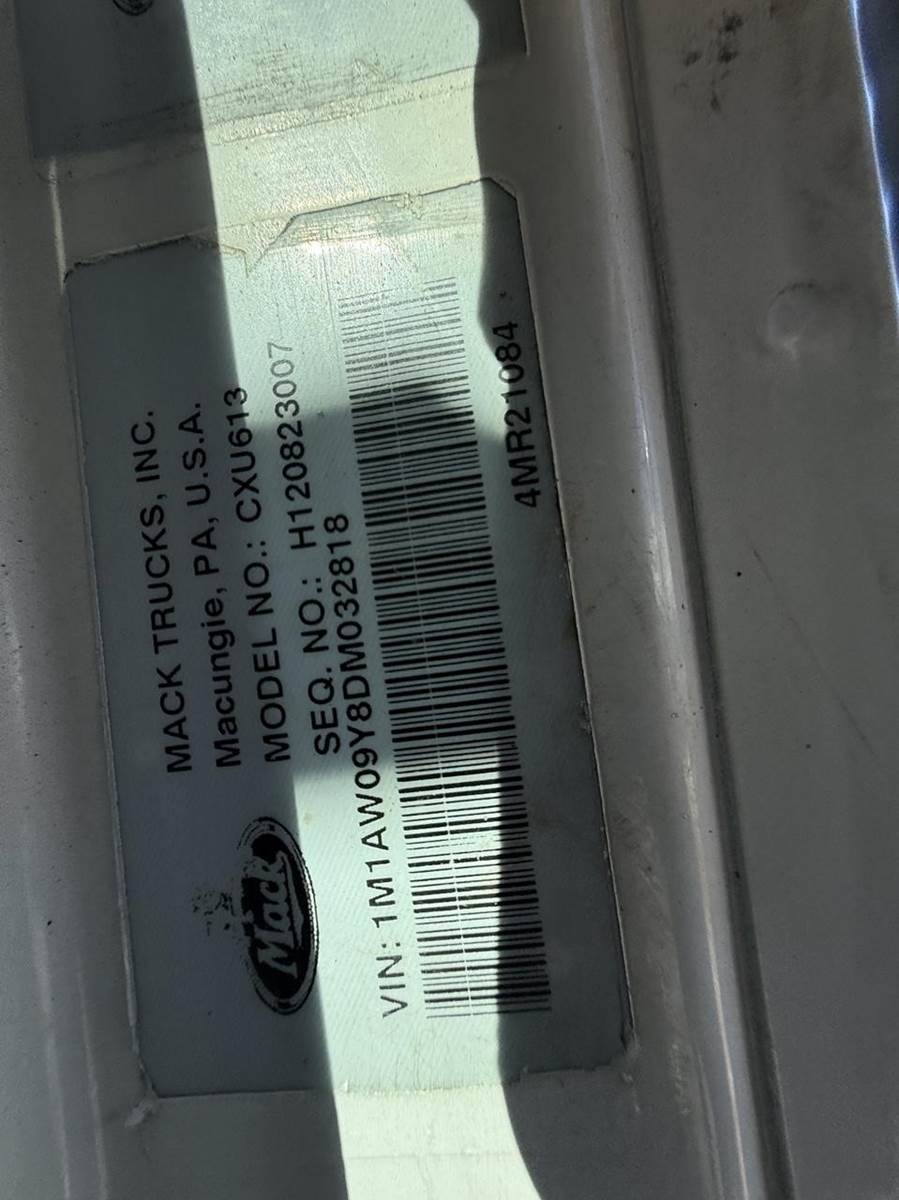 Mack
MACK TRUCKS, INC.
Macungie, PA, U.S.A.
MODEL NO.: CXU613
SEQ. NO.: H120823007
VIN: 1M1AW09Y8DM032818
4MR21084